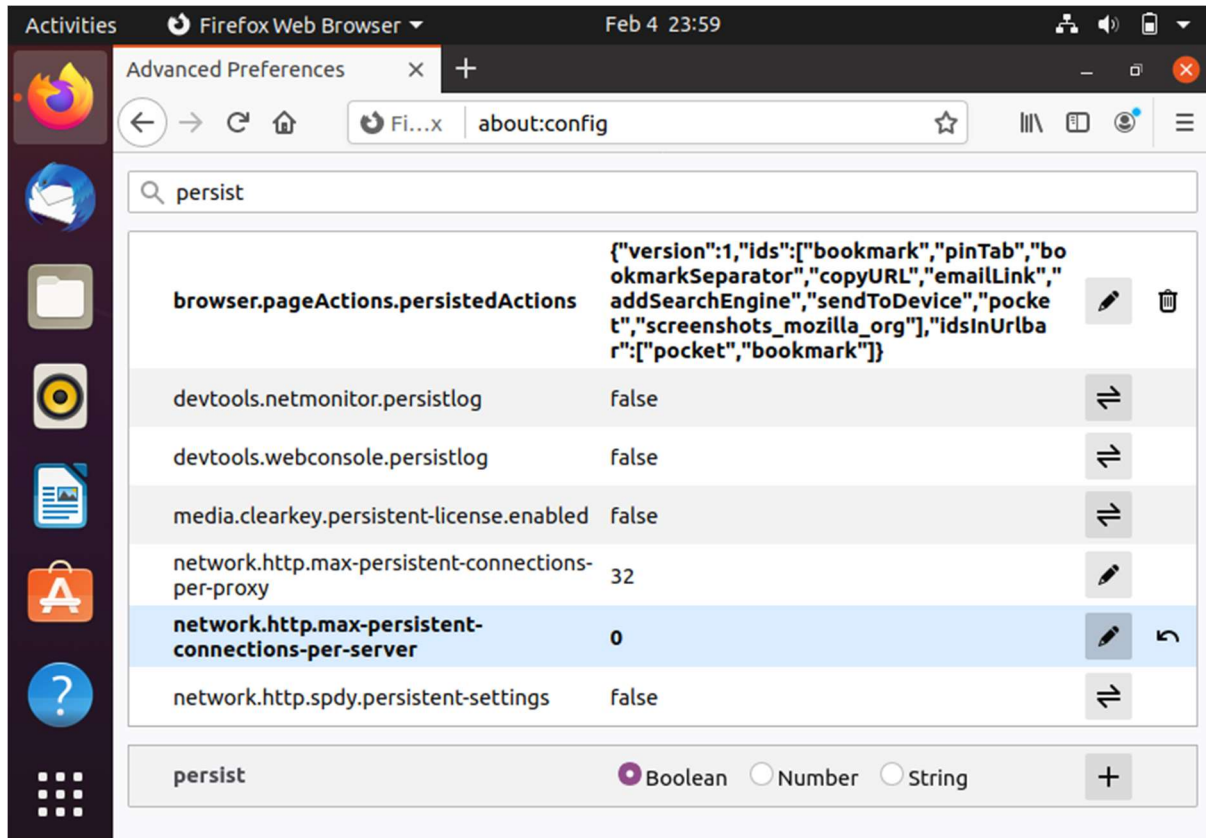 Activities Firefox Web Browser Feb 4 23:59
Advanced Preferences
Fi...x about:config
persist
browser.pageActions.persistedActions
{"version":1,"ids":["bookmark","pinTab","bo
okmarkSeparator","copyURL","emailLink","
addSearchEngine","sendToDevice","pocke
t","screenshots_mozilla_org"],"idsInUrlba
r":["pocket","bookmark"]}
devtools.netmonitor.persistlog false
devtools.webconsole.persistlog false
media.clearkey.persistent-license.enabled false
network.http.max-persistent-connections-
per-proxy
32
network.http.max-persistent-
connections-per-server
0
network.http.spdy.persistent-settings false
persist Boolean Number String